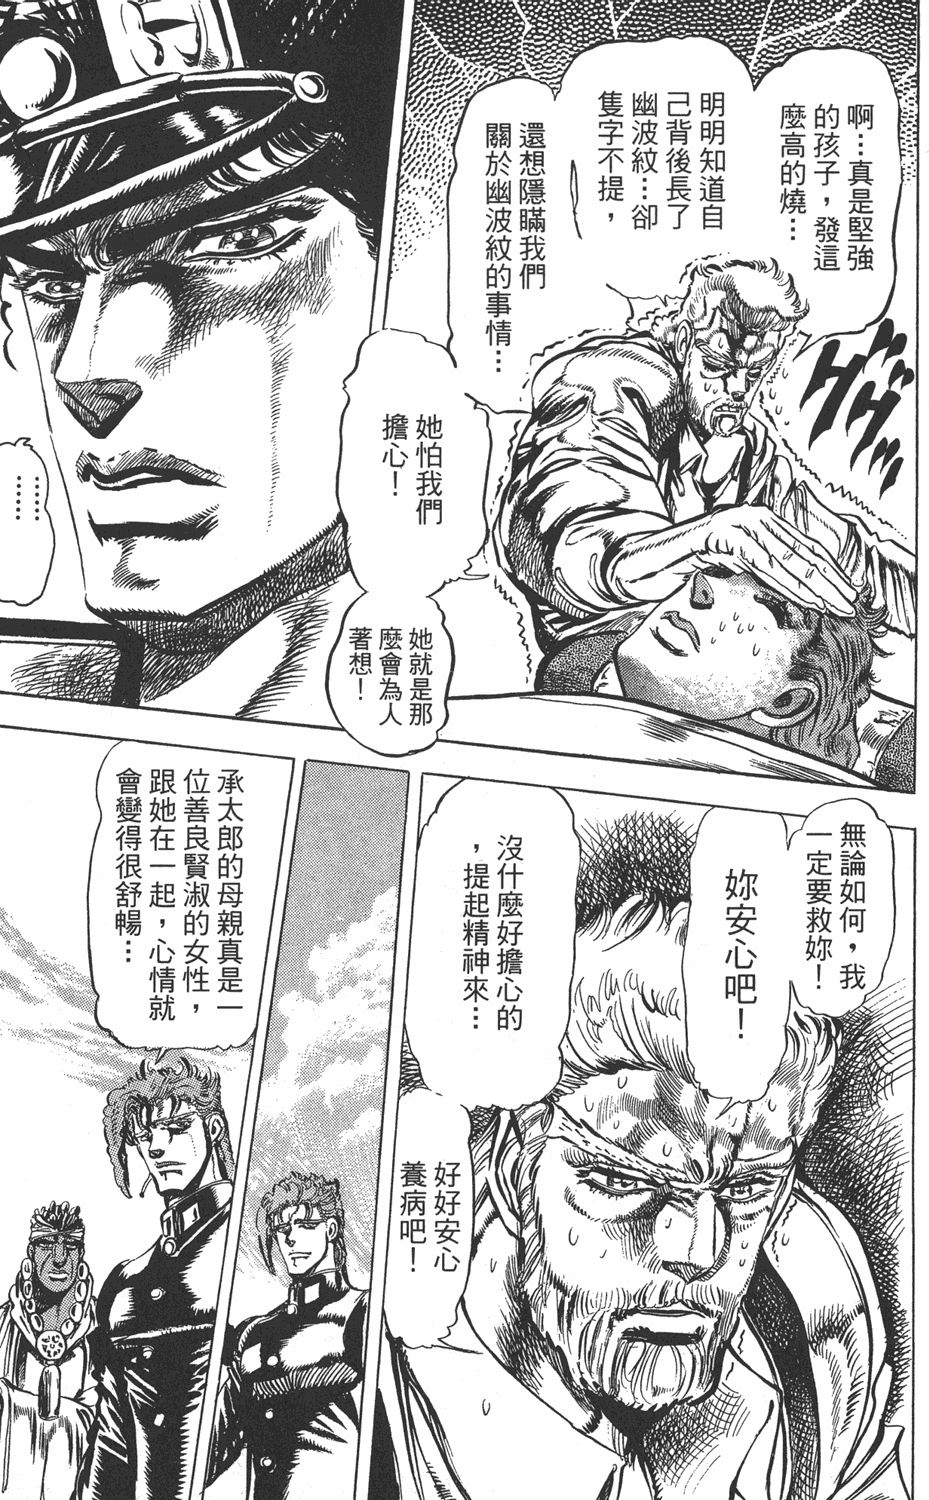 啊…真是堅強
的孩子，發這
麼高的燒…
明明知道自
己背後長了
幽波紋…卻
隻字不提，
還想隱瞞我們
關於幽波紋的事情…
ググ
她怕我們
擔心！
她就是那
麼會為人
著想！
……
……
無論如何，我
一定要救妳！
妳安心吧！
沒什麼好擔心的
，提起精神來…
好好安心
養病吧！
承太郎的母親真是一
位善良賢淑的女性，
跟她在一起，心情就
會變得很舒暢…